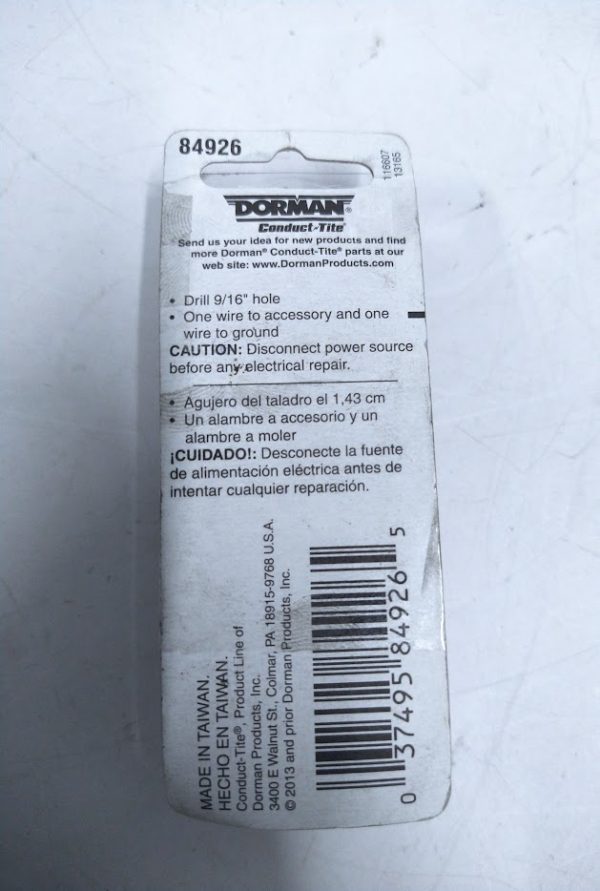 84926
116607
13165
DORMAN®
Conduct-Tite®
Send us your idea for new products and find
more Dorman® Conduct-Tite® parts at our
web site: www.DormanProducts.com
• Drill 9/16" hole
• One wire to accessory and one
wire to ground
CAUTION: Disconnect power source
before any electrical repair.
• Agujero del taladro el 1,43 cm
• Un alambre a accesorio y un
alambre a moler
¡CUIDADO!: Desconecte la fuente
de alimentación eléctrica antes de
intentar cualquier reparación.
MADE IN TAIWAN.
HECHO EN TAIWAN.
Conduct-Tite®, Product Line of
Dorman Products, Inc.
3400 E Walnut St., Colmar, PA 18915-9768 U.S.A.
© 2013 and prior Dorman Products, Inc.
0 37495 84926 5